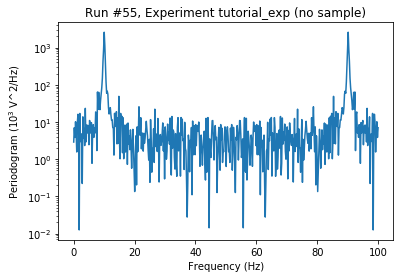 Run #55, Experiment tutorial_exp (no sample)
Periodogram (10³ V^2/Hz)
10³
10²
10¹
10⁰
10⁻¹
10⁻²
0 20 40 60 80 100
Frequency (Hz)